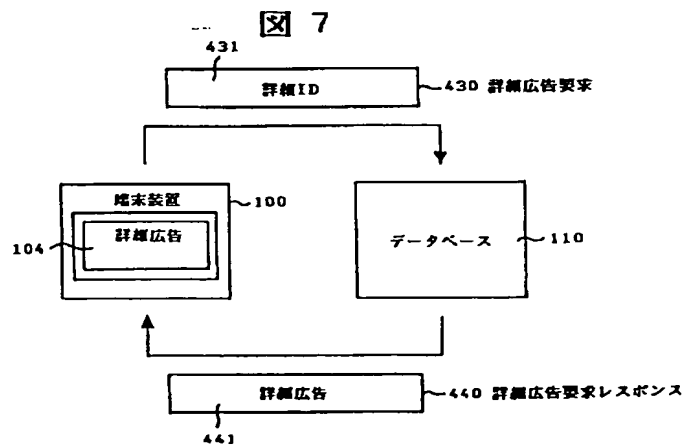 図 7
431
詳細ID
430 詳細広告要求
端末装置
100
104
詳細広告
データベース
110
詳細広告
440 詳細広告要求レスポンス
441